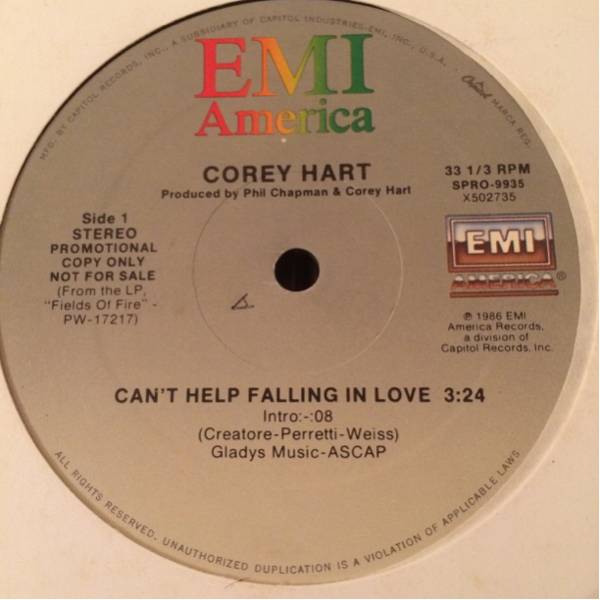 MFG. BY CAPITOL RECORDS, INC., A SUBSIDIARY OF CAPITOL INDUSTRIES-EMI, INC., U.S.A. · Capitol MARCA REG.
EMI
America
COREY HART
Produced by Phil Chapman & Corey Hart
33 1/3 RPM
SPRO-9935
X502735
Side 1
STEREO
PROMOTIONAL
COPY ONLY
NOT FOR SALE
(From the LP,
"Fields Of Fire" -
PW-17217)
EMI
AMERICA®
℗ 1986 EMI
America Records,
a division of
Capitol Records, Inc.
CAN'T HELP FALLING IN LOVE 3:24
Intro:-:08
(Creatore-Perretti-Weiss)
Gladys Music-ASCAP
ALL RIGHTS RESERVED. UNAUTHORIZED DUPLICATION IS A VIOLATION OF APPLICABLE LAWS